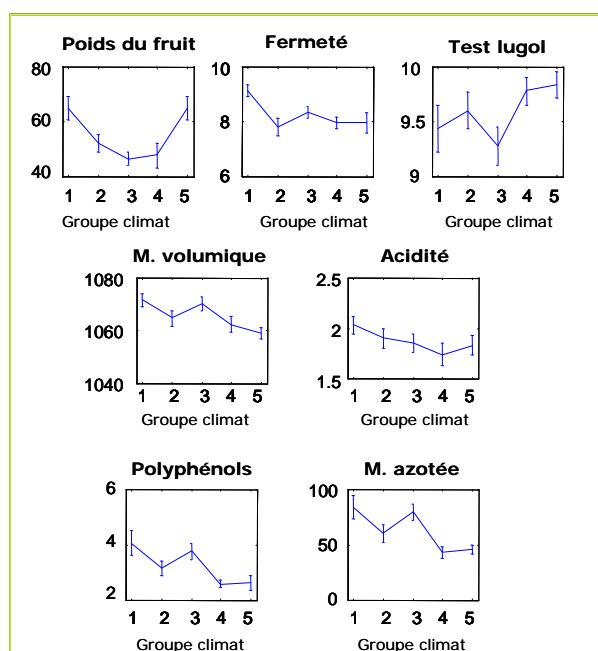 Poids du fruit
80
60
40
1 2 3 4 5
Groupe climat
Fermeté
10
8
6
1 2 3 4 5
Groupe climat
Test lugol
10
9.5
9
1 2 3 4 5
Groupe climat
M. volumique
1080
1060
1040
1 2 3 4 5
Groupe climat
Acidité
2.5
2
1.5
1 2 3 4 5
Groupe climat
Polyphénols
6
4
2
1 2 3 4 5
Groupe climat
M. azotée
100
50
0
1 2 3 4 5
Groupe climat